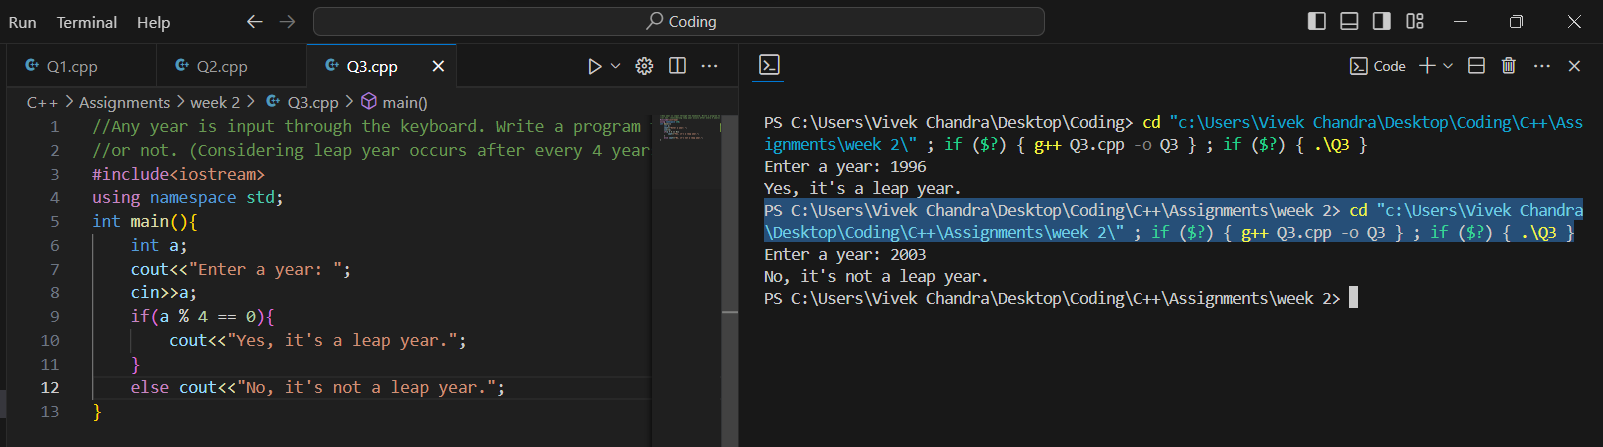 Run Terminal Help Coding
Q1.cpp Q2.cpp Q3.cpp
C++ > Assignments > week 2 > Q3.cpp > main()
1 //Any year is input through the keyboard. Write a program
2 //or not. (Considering leap year occurs after every 4 year
3 #include<iostream>
4 using namespace std;
5 int main(){
6 int a;
7 cout<<"Enter a year: ";
8 cin>>a;
9 if(a % 4 == 0){
10 cout<<"Yes, it's a leap year.";
11 }
12 else cout<<"No, it's not a leap year.";
13 }
Code
PS C:\Users\Vivek Chandra\Desktop\Coding> cd "c:\Users\Vivek Chandra\Desktop\Coding\C++\Ass
ignments\week 2\" ; if ($?) { g++ Q3.cpp -o Q3 } ; if ($?) { .\Q3 }
Enter a year: 1996
Yes, it's a leap year.
PS C:\Users\Vivek Chandra\Desktop\Coding\C++\Assignments\week 2> cd "c:\Users\Vivek Chandra
\Desktop\Coding\C++\Assignments\week 2\" ; if ($?) { g++ Q3.cpp -o Q3 } ; if ($?) { .\Q3 }
Enter a year: 2003
No, it's not a leap year.
PS C:\Users\Vivek Chandra\Desktop\Coding\C++\Assignments\week 2>